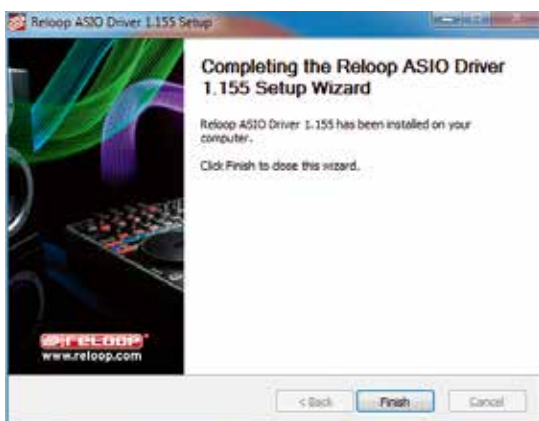 Reloop ASIO Driver 1.155 Setup
Completing the Reloop ASIO Driver
1.155 Setup Wizard
Reloop ASIO Driver 1.155 has been installed on your
computer.
Click Finish to close this wizard.
RELOOP
www.reloop.com
< Back
Finish
Cancel